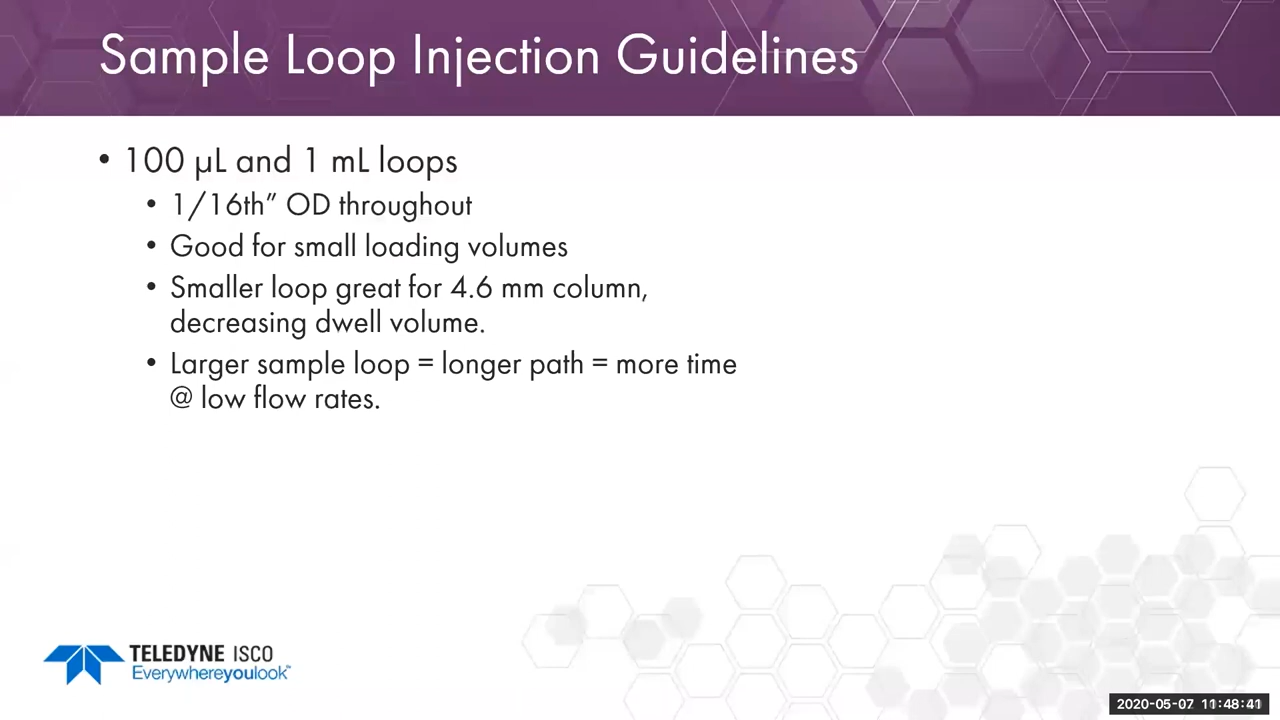 Sample Loop Injection Guidelines
• 100 µL and 1 mL loops
• 1/16th” OD throughout
• Good for small loading volumes
• Smaller loop great for 4.6 mm column,
decreasing dwell volume.
• Larger sample loop = longer path = more time
@ low flow rates.
TELEDYNE ISCO
Everywhereyoulook™
2020-05-07 11:48:41